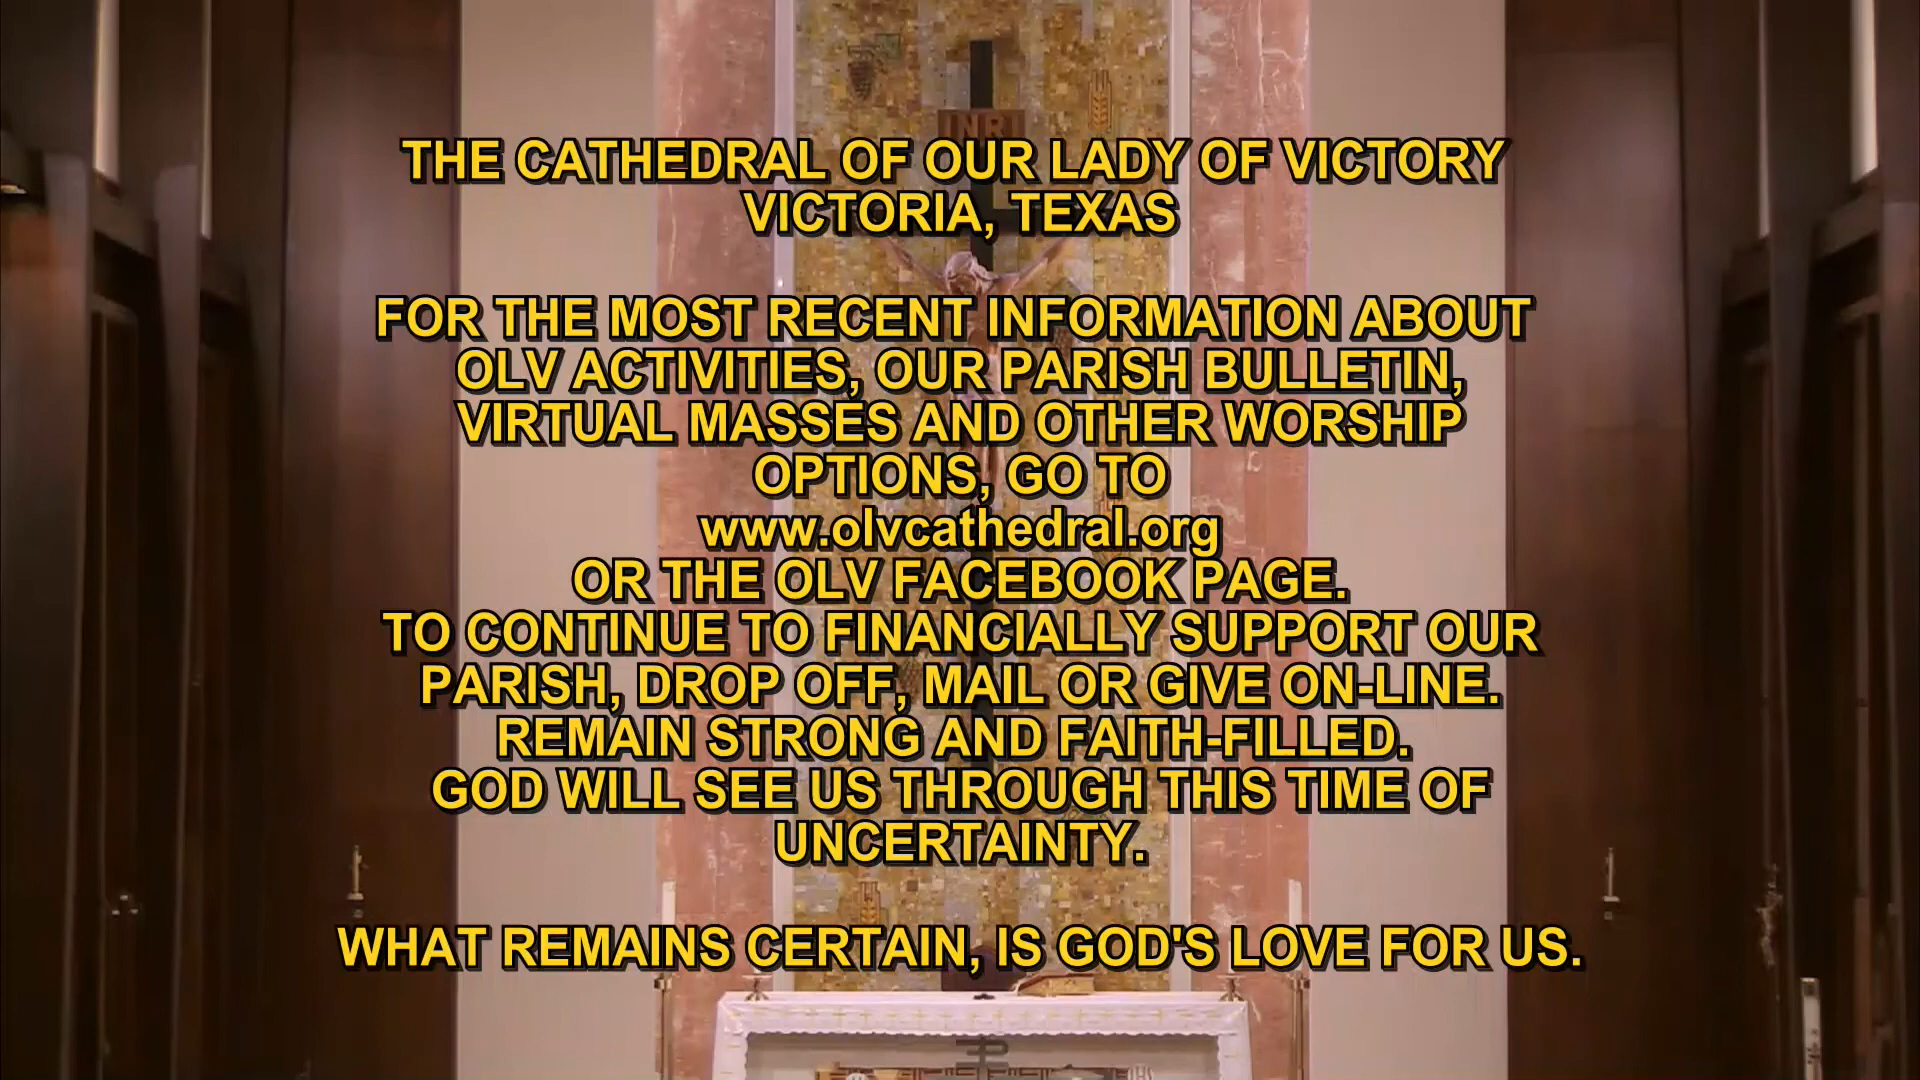 INRI
THE CATHEDRAL OF OUR LADY OF VICTORY
VICTORIA, TEXAS
FOR THE MOST RECENT INFORMATION ABOUT
OLV ACTIVITIES, OUR PARISH BULLETIN,
VIRTUAL MASSES AND OTHER WORSHIP
OPTIONS, GO TO
www.olvcathedral.org
OR THE OLV FACEBOOK PAGE.
TO CONTINUE TO FINANCIALLY SUPPORT OUR
PARISH, DROP OFF, MAIL OR GIVE ON-LINE.
REMAIN STRONG AND FAITH-FILLED.
GOD WILL SEE US THROUGH THIS TIME OF
UNCERTAINTY.
WHAT REMAINS CERTAIN, IS GOD'S LOVE FOR US.